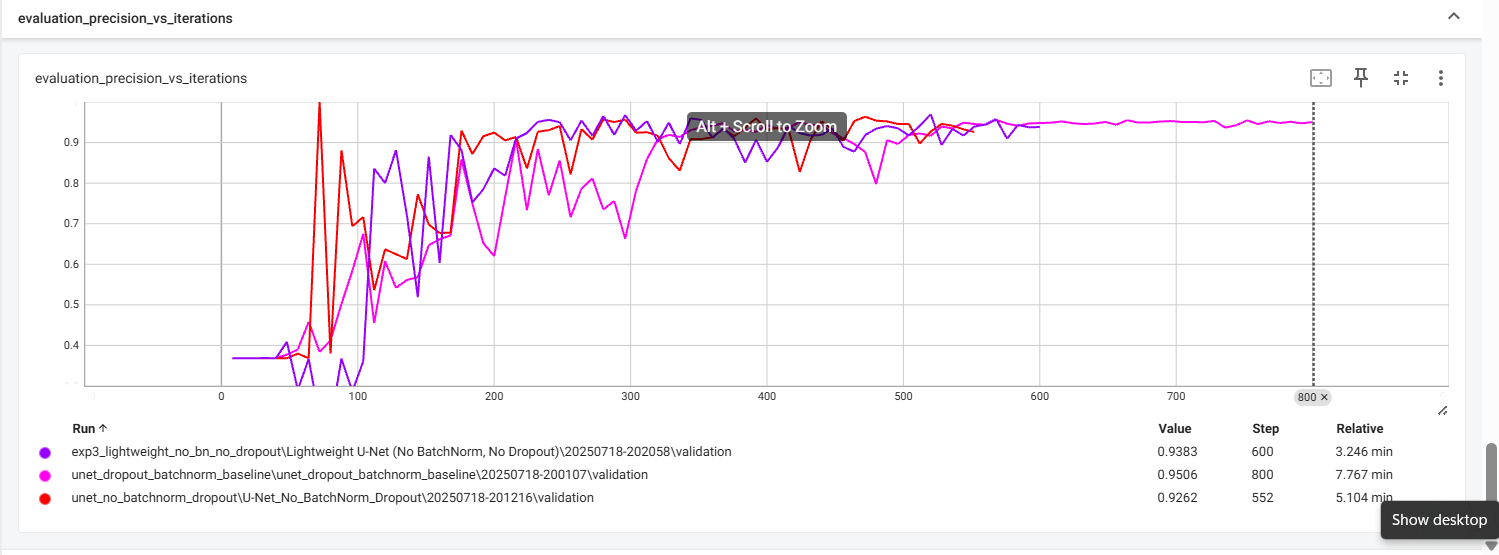 evaluation_precision_vs_iterations
evaluation_precision_vs_iterations
Alt + Scroll to Zoom
0.9
0.8
0.7
0.6
0.5
0.4
0 100 200 300 400 500 600 700 800 ×
Run ↑ Value Step Relative
exp3_lightweight_no_bn_no_dropout\Lightweight U-Net (No BatchNorm, No Dropout)\20250718-202058\validation 0.9383 600 3.246 min
unet_dropout_batchnorm_baseline\unet_dropout_batchnorm_baseline\20250718-200107\validation 0.9506 800 7.767 min
unet_no_batchnorm_dropout\U-Net_No_BatchNorm_Dropout\20250718-201216\validation 0.9262 552 5.104 min
Show desktop